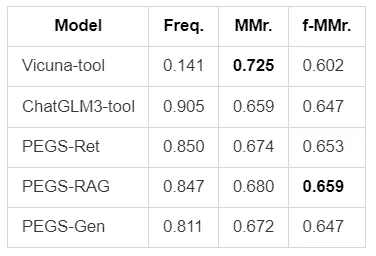 Model Freq. MMr. f-MMr.
Vicuna-tool 0.141 0.725 0.602
ChatGLM3-tool 0.905 0.659 0.647
PEGS-Ret 0.850 0.674 0.653
PEGS-RAG 0.847 0.680 0.659
PEGS-Gen 0.811 0.672 0.647